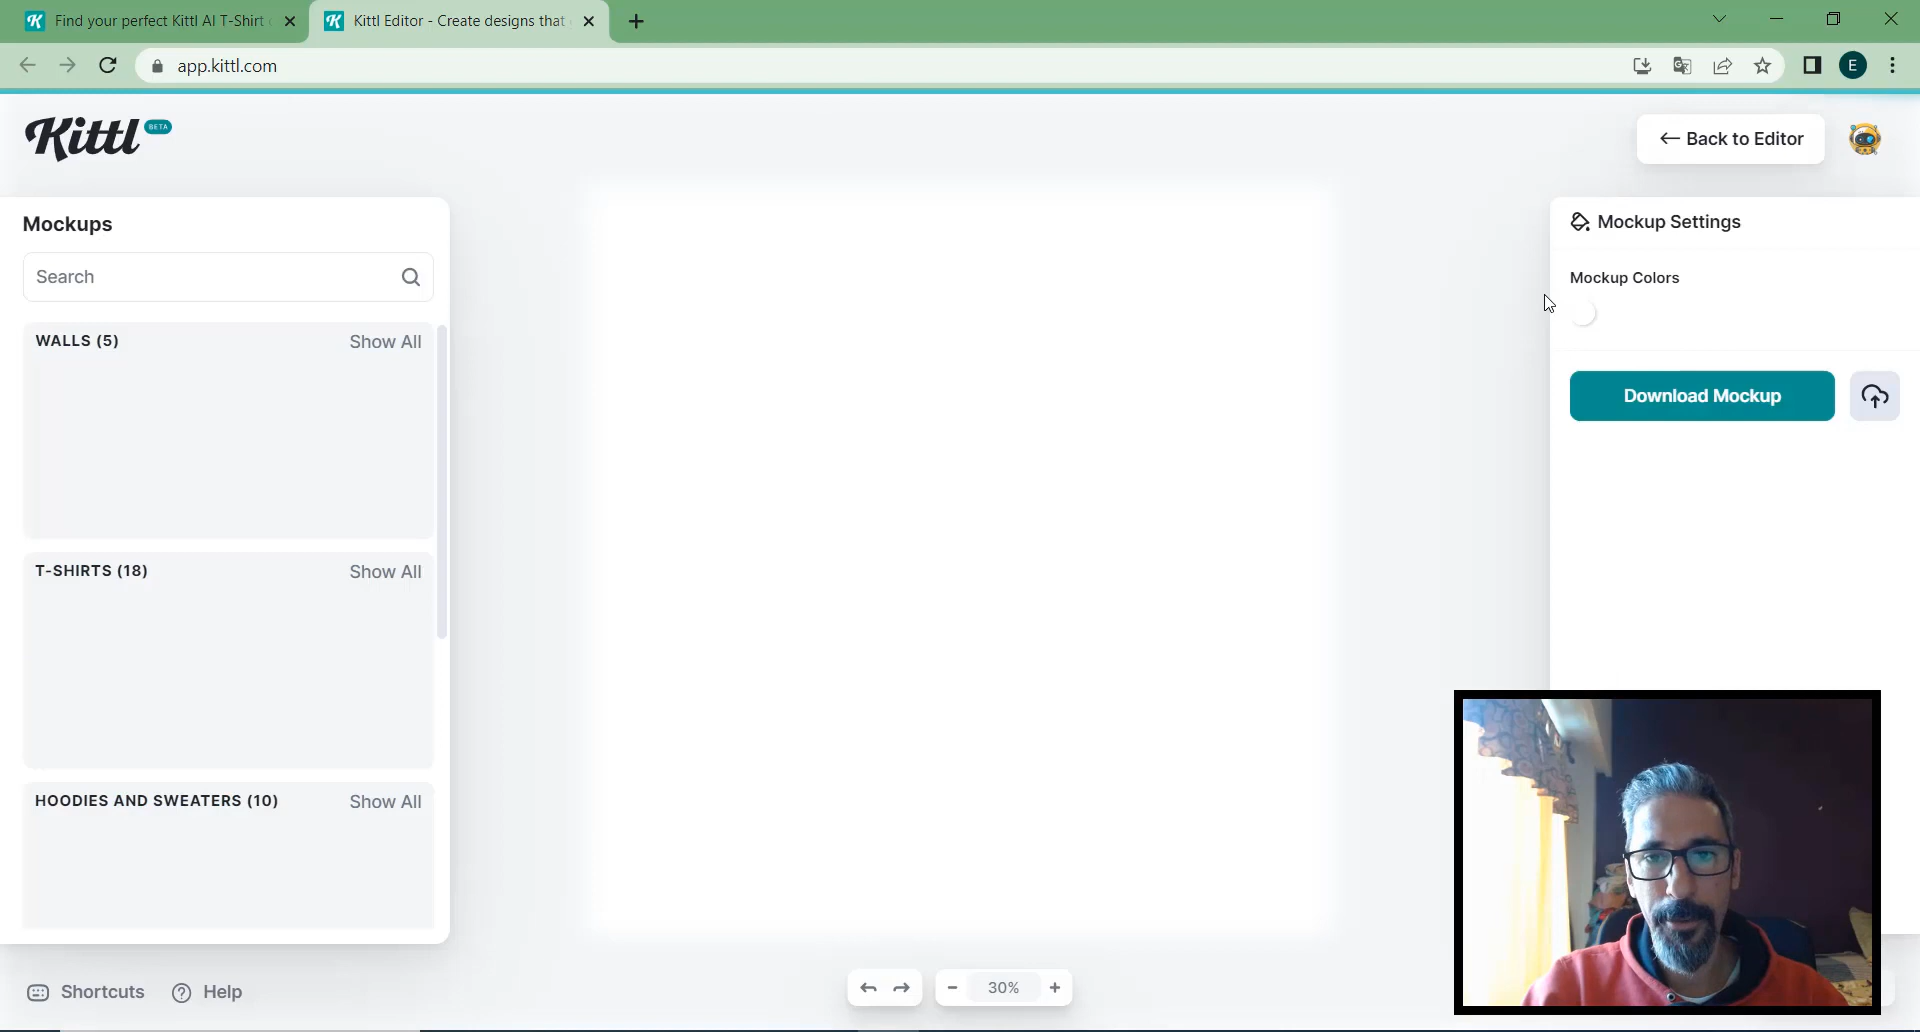 Find your perfect Kittl AI T-Shirt
Kittl Editor - Create designs that
app.kittl.com
E
Kittl BETA
← Back to Editor
Mockups
Search
WALLS (5) Show All
T-SHIRTS (18) Show All
HOODIES AND SWEATERS (10) Show All
Mockup Settings
Mockup Colors
Download Mockup
Shortcuts Help
30%